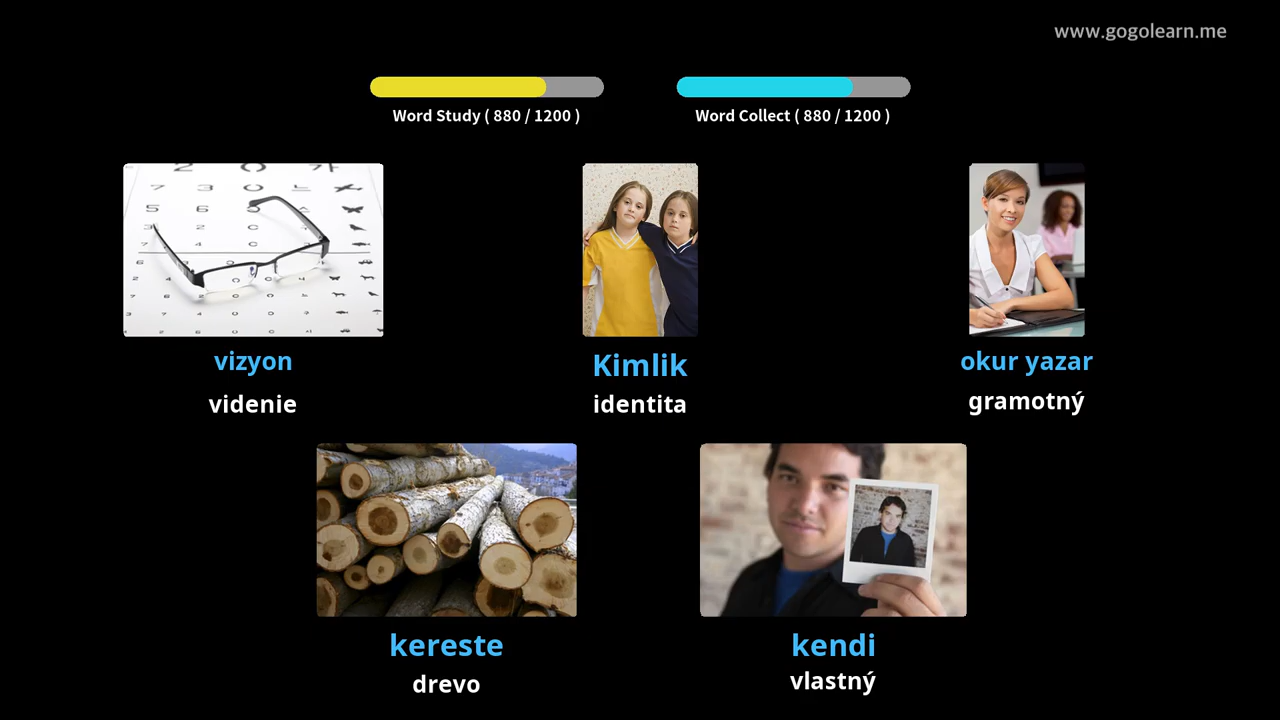 www.gogolearn.me
Word Study ( 880 / 1200 )
Word Collect ( 880 / 1200 )
vizyon
videnie
Kimlik
identita
okur yazar
gramotný
kereste
drevo
kendi
vlastný